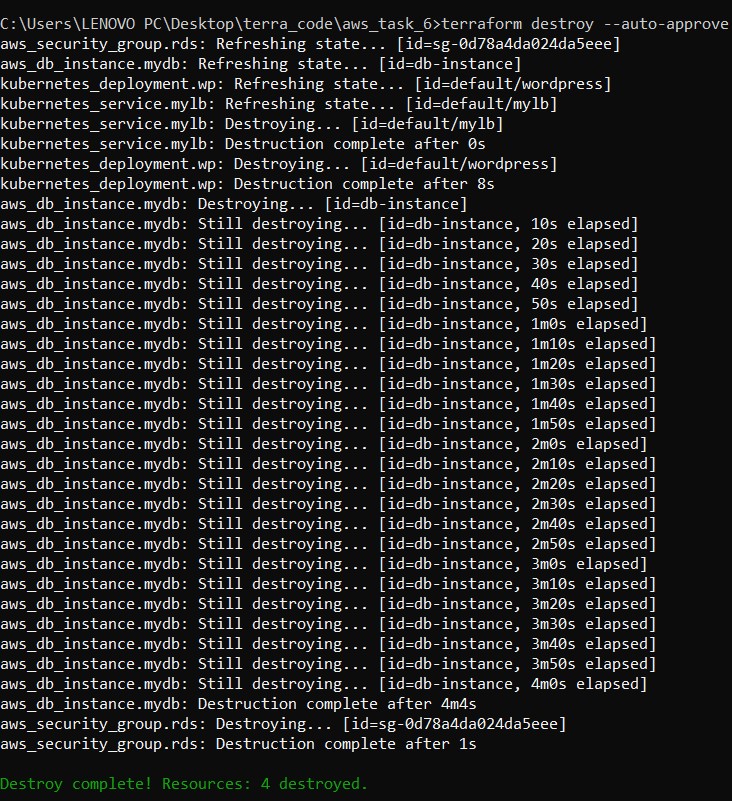 C:\Users\LENOVO PC\Desktop\terra_code\aws_task_6>terraform destroy --auto-approve
aws_security_group.rds: Refreshing state... [id=sg-0d78a4da024da5eee]
aws_db_instance.mydb: Refreshing state... [id=db-instance]
kubernetes_deployment.wp: Refreshing state... [id=default/wordpress]
kubernetes_service.mylb: Refreshing state... [id=default/mylb]
kubernetes_service.mylb: Destroying... [id=default/mylb]
kubernetes_service.mylb: Destruction complete after 0s
kubernetes_deployment.wp: Destroying... [id=default/wordpress]
kubernetes_deployment.wp: Destruction complete after 8s
aws_db_instance.mydb: Destroying... [id=db-instance]
aws_db_instance.mydb: Still destroying... [id=db-instance, 10s elapsed]
aws_db_instance.mydb: Still destroying... [id=db-instance, 20s elapsed]
aws_db_instance.mydb: Still destroying... [id=db-instance, 30s elapsed]
aws_db_instance.mydb: Still destroying... [id=db-instance, 40s elapsed]
aws_db_instance.mydb: Still destroying... [id=db-instance, 50s elapsed]
aws_db_instance.mydb: Still destroying... [id=db-instance, 1m0s elapsed]
aws_db_instance.mydb: Still destroying... [id=db-instance, 1m10s elapsed]
aws_db_instance.mydb: Still destroying... [id=db-instance, 1m20s elapsed]
aws_db_instance.mydb: Still destroying... [id=db-instance, 1m30s elapsed]
aws_db_instance.mydb: Still destroying... [id=db-instance, 1m40s elapsed]
aws_db_instance.mydb: Still destroying... [id=db-instance, 1m50s elapsed]
aws_db_instance.mydb: Still destroying... [id=db-instance, 2m0s elapsed]
aws_db_instance.mydb: Still destroying... [id=db-instance, 2m10s elapsed]
aws_db_instance.mydb: Still destroying... [id=db-instance, 2m20s elapsed]
aws_db_instance.mydb: Still destroying... [id=db-instance, 2m30s elapsed]
aws_db_instance.mydb: Still destroying... [id=db-instance, 2m40s elapsed]
aws_db_instance.mydb: Still destroying... [id=db-instance, 2m50s elapsed]
aws_db_instance.mydb: Still destroying... [id=db-instance, 3m0s elapsed]
aws_db_instance.mydb: Still destroying... [id=db-instance, 3m10s elapsed]
aws_db_instance.mydb: Still destroying... [id=db-instance, 3m20s elapsed]
aws_db_instance.mydb: Still destroying... [id=db-instance, 3m30s elapsed]
aws_db_instance.mydb: Still destroying... [id=db-instance, 3m40s elapsed]
aws_db_instance.mydb: Still destroying... [id=db-instance, 3m50s elapsed]
aws_db_instance.mydb: Still destroying... [id=db-instance, 4m0s elapsed]
aws_db_instance.mydb: Destruction complete after 4m4s
aws_security_group.rds: Destroying... [id=sg-0d78a4da024da5eee]
aws_security_group.rds: Destruction complete after 1s
Destroy complete! Resources: 4 destroyed.